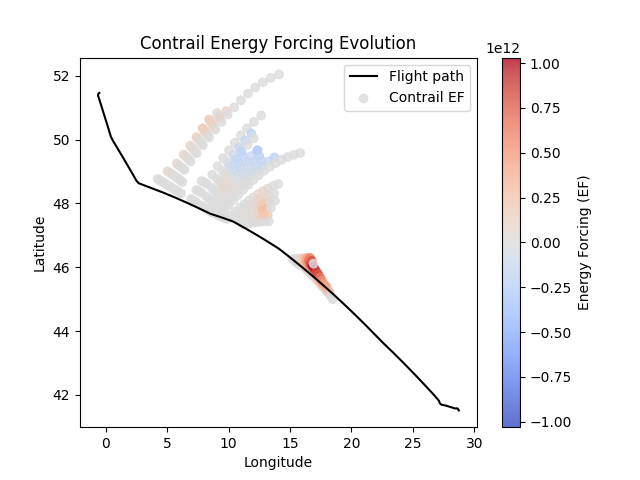 Contrail Energy Forcing Evolution
1e12
Flight path
Contrail EF
52
50
48
46
44
42
Latitude
0 5 10 15 20 25 30
Longitude
1.00
0.75
0.50
0.25
0.00
−0.25
−0.50
−0.75
−1.00
Energy Forcing (EF)